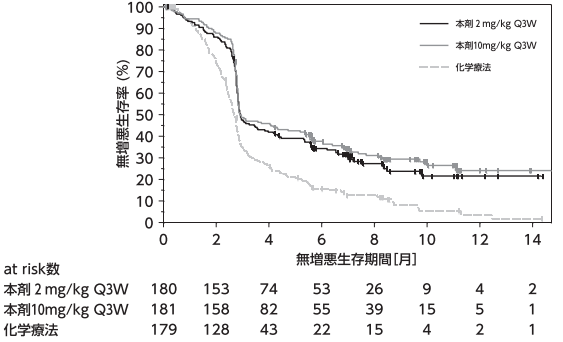 100
90
80
70
60
50
40
30
20
10
0
無増悪生存率(%)
本剤 2 mg/kg Q3W
本剤10mg/kg Q3W
化学療法
0 2 4 6 8 10 12 14
無増悪生存期間[月]
at risk数
本剤 2 mg/kg Q3W 180 153 74 53 26 9 4 2
本剤10mg/kg Q3W 181 158 82 55 39 15 5 1
化学療法 179 128 43 22 15 4 2 1